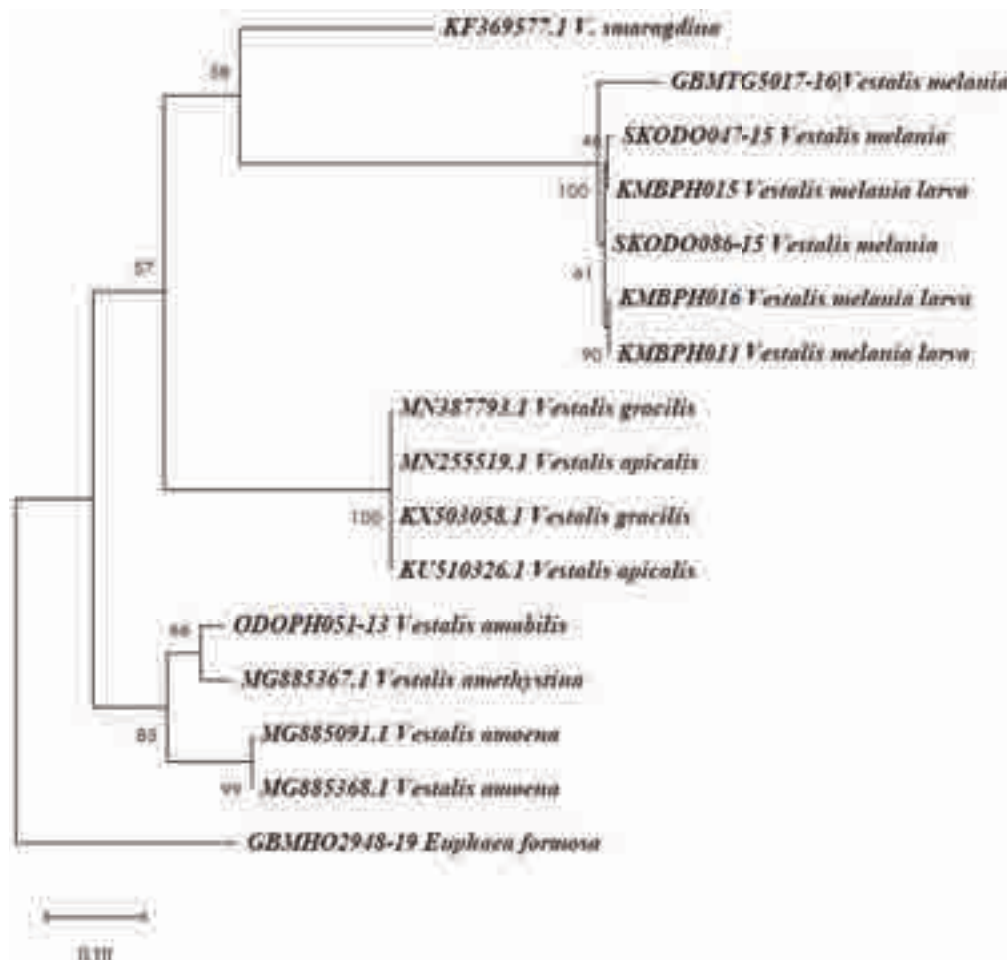 KF369577.1 V. smaragdina
58
GBMTG5017-16|Vestalis melania
SKODO047-15 Vestalis melania
KMBPH015 Vestalis melania larva
100
SKODO086-15 Vestalis melania
57
61
KMBPH016 Vestalis melania larva
KMBPH011 Vestalis melania larva
90
MN387793.1 Vestalis gracilis
MN255519.1 Vestalis apicalis
KX503058.1 Vestalis gracilis
100
KU510326.1 Vestalis apicalis
ODOPH051-13 Vestalis amabilis
MG885367.1 Vestalis amethystina
MG885091.1 Vestalis amoena
MG885368.1 Vestalis amoena
99
GBMHO2948-19 Euphaea formosa